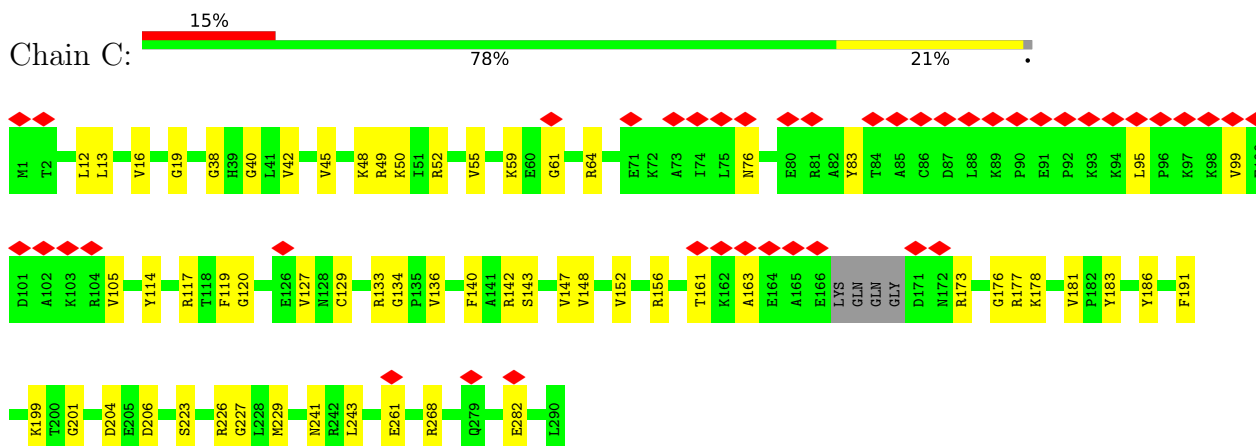 15%
Chain C:
78% 21% •
M1 T2 L12 L13 V16 G19 G38 H39 G40 L41 V42 V45 K48 R49 K50 I51 R52 V55 K59 E60 G61 R64 E71 K72 A73 I74 L75 N76 E80 R81 A82 Y83 T84 A85 C86 D87 L88 K89 P90 E91 P92 K93 K94 L95 P96 K97 K98 V99
D101 A102 K103 R104 V105 Y114 R117 T118 F119 G120 E126 V127 N128 C129 R133 G134 P135 V136 F140 A141 R142 S143 V147 V148 V152 R156 T161 K162 A163 E164 A165 E166 LYS GLN GLN GLY D171 N172 R173 G176 R177 K178 V181 P182 Y183 Y186 F191
K199 T200 G201 D204 E205 D206 S223 R226 G227 L228 M229 N241 R242 L243 E261 R268 Q279 E282 L290